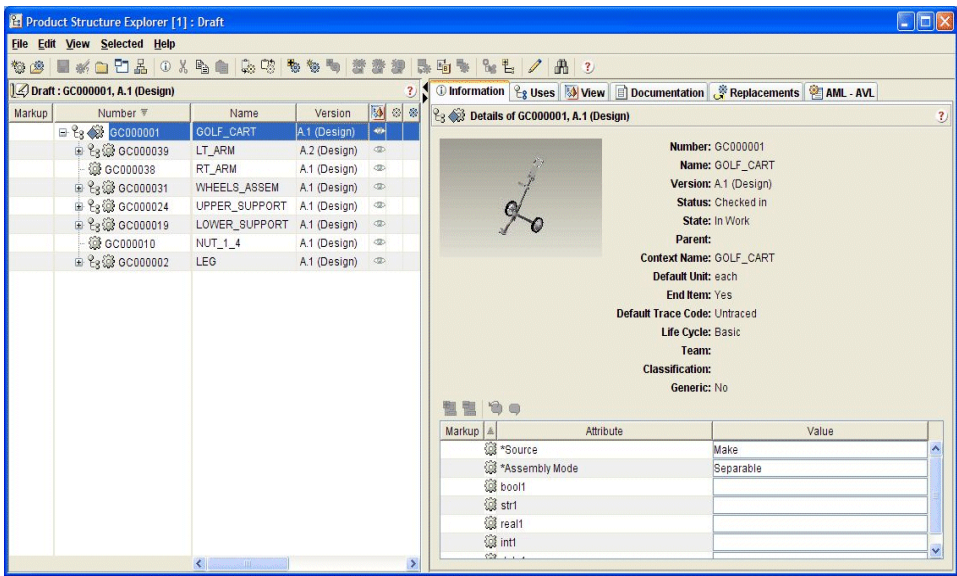 Product Structure Explorer [1] : Draft
File Edit View Selected Help
Draft : GC000001, A.1 (Design)
Markup Number Name Version
GC000001 GOLF_CART A.1 (Design)
GC000039 LT_ARM A.2 (Design)
GC000038 RT_ARM A.1 (Design)
GC000031 WHEELS_ASSEM A.1 (Design)
GC000024 UPPER_SUPPORT A.1 (Design)
GC000019 LOWER_SUPPORT A.1 (Design)
GC000010 NUT_1_4 A.1 (Design)
GC000002 LEG A.1 (Design)
Information Uses View Documentation Replacements AML - AVL
Details of GC000001, A.1 (Design)
Number: GC000001
Name: GOLF_CART
Version: A.1 (Design)
Status: Checked in
State: In Work
Parent:
Context Name: GOLF_CART
Default Unit: each
End Item: Yes
Default Trace Code: Untraced
Life Cycle: Basic
Team:
Classification:
Generic: No
Markup Attribute Value
*Source Make
*Assembly Mode Separable
bool1
str1
real1
int1